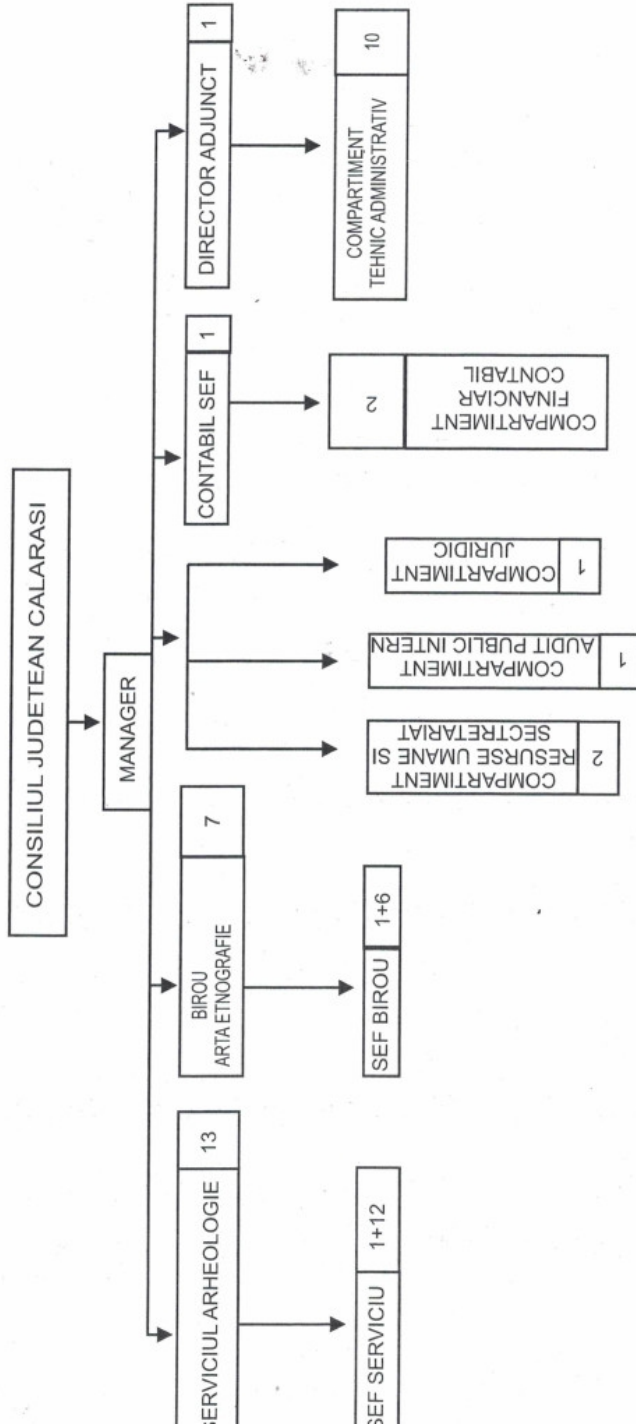 CONSILIUL JUDETEAN CALARASI
MANAGER
SERVICIUL ARHEOLOGIE
13
BIROU
ARTA ETNOGRAFIE
7
CONTABIL SEF
1
DIRECTOR ADJUNCT
1
SEF SERVICIU
1+12
SEF BIROU
1+6
COMPARTIMENT
RESURSE UMANE SI
SECTRETARIAT
2
COMPARTIMENT
AUDIT PUBLIC INTERN
1
COMPARTIMENT
JURIDIC
1
COMPARTIMENT
FINANCIAR
CONTABIL
2
COMPARTIMENT
TEHNIC ADMINISTRATIV
10